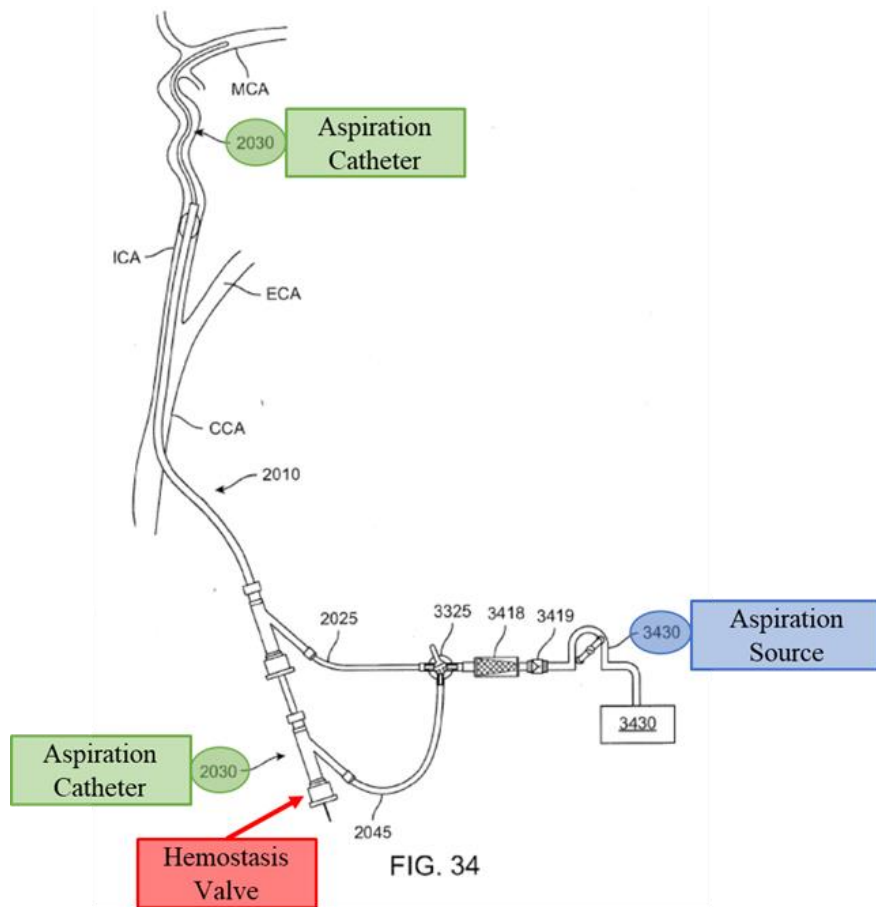 MCA
2030
Aspiration
Catheter
ICA
ECA
CCA
2010
2025
3325
3418
3419
3430
Aspiration
Source
3430
Aspiration
Catheter
2030
2045
Hemostasis
Valve
FIG. 34